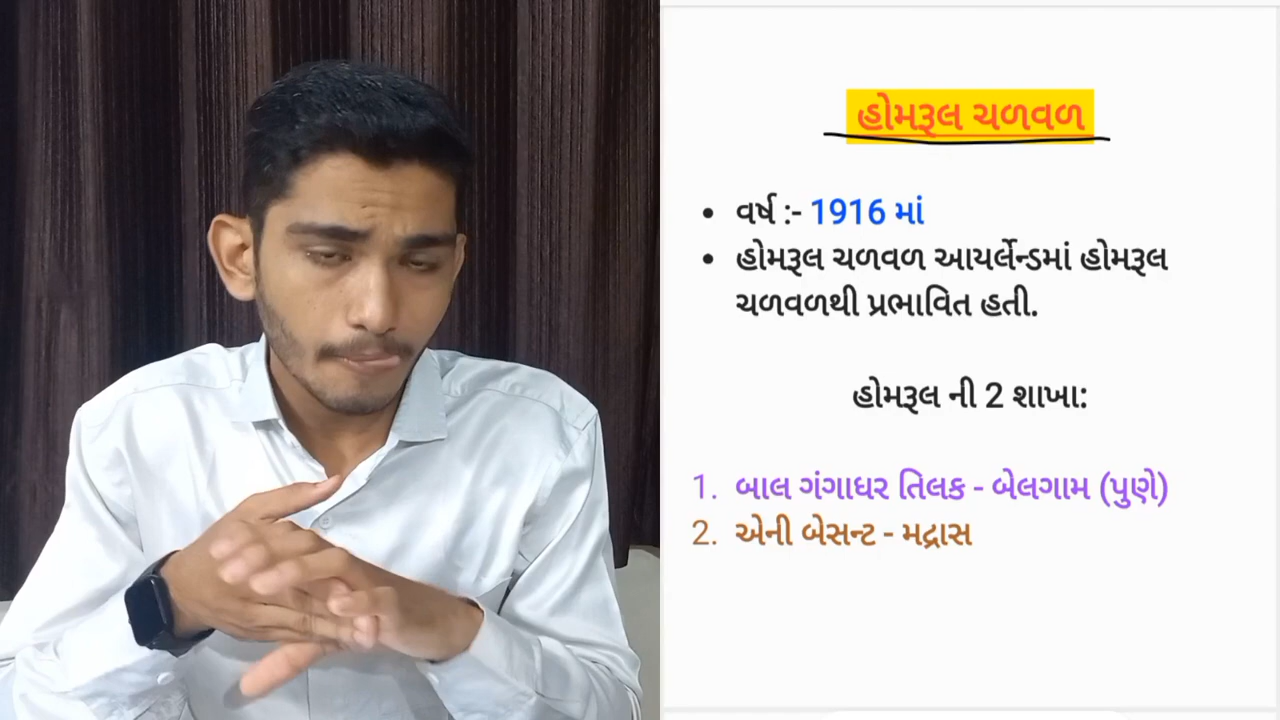 હોમરૂલ ચળવળ
• વર્ષ :- 1916 માં
• હોમરૂલ ચળવળ આયર્લેન્ડમાં હોમરૂલ
ચળવળથી પ્રભાવિત હતી.
હોમરૂલ ની 2 શાખા:
1. બાલ ગંગાધર તિલક - બેલગામ (પુણે)
2. એની બેસન્ટ - મદ્રાસ